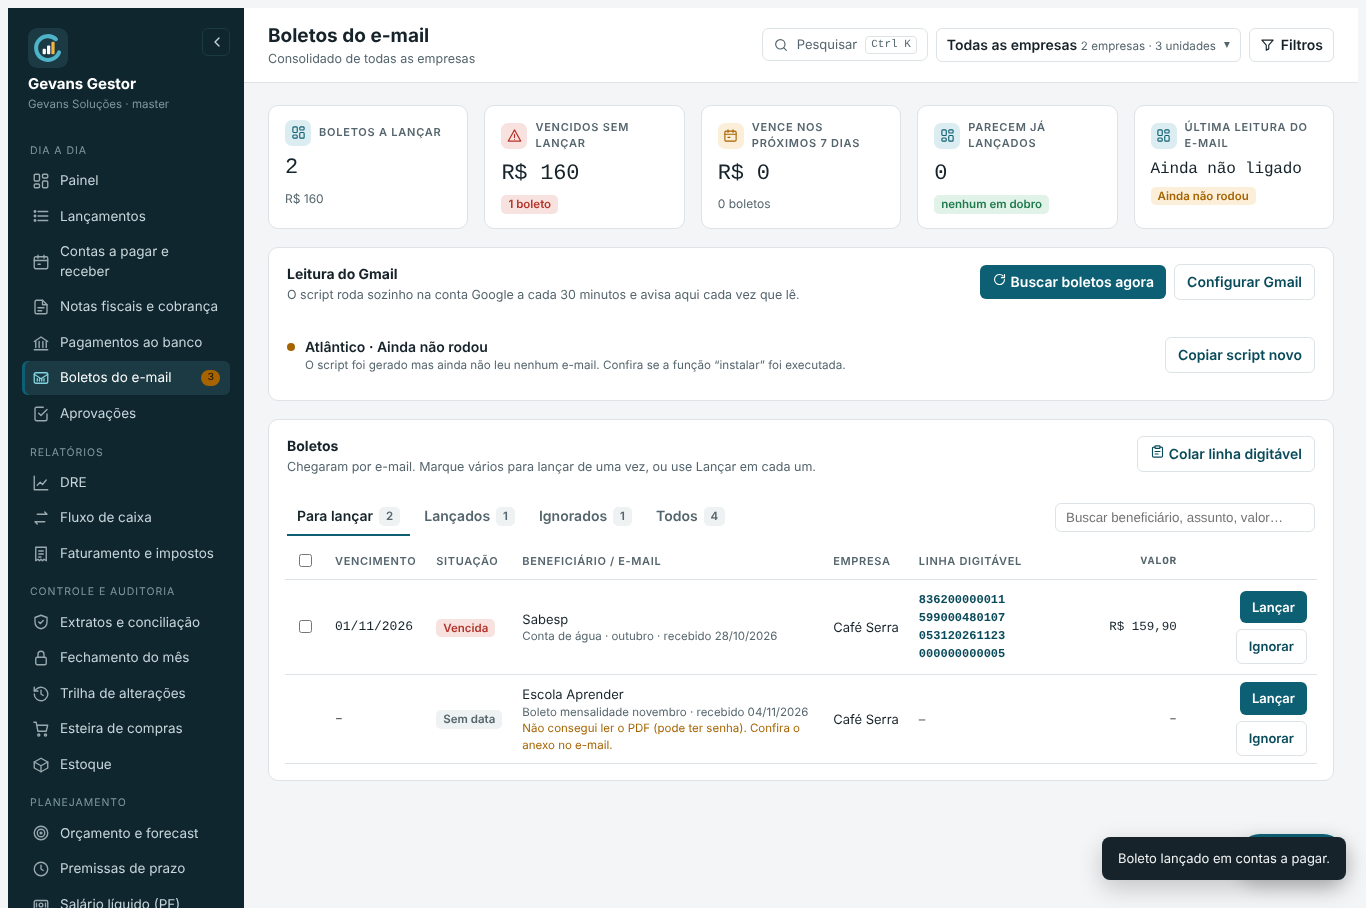 Gevans Gestor
Gevans Soluções · master
DIA A DIA
Painel
Lançamentos
Contas a pagar e
receber
Notas fiscais e cobrança
Pagamentos ao banco
Boletos do e-mail 3
Aprovações
RELATÓRIOS
DRE
Fluxo de caixa
Faturamento e impostos
CONTROLE E AUDITORIA
Extratos e conciliação
Fechamento do mês
Trilha de alterações
Esteira de compras
Estoque
PLANEJAMENTO
Orçamento e forecast
Premissas de prazo
Salário líquido (PF)
Boletos do e-mail
Consolidado de todas as empresas
Pesquisar Ctrl K
Todas as empresas 2 empresas · 3 unidades ▾
Filtros
BOLETOS A LANÇAR
2
R$ 160
VENCIDOS SEM
LANÇAR
R$ 160
1 boleto
VENCE NOS
PRÓXIMOS 7 DIAS
R$ 0
0 boletos
PARECEM JÁ
LANÇADOS
0
nenhum em dobro
ÚLTIMA LEITURA DO
E-MAIL
Ainda não ligado
Ainda não rodou
Leitura do Gmail
O script roda sozinho na conta Google a cada 30 minutos e avisa aqui cada vez que lê.
Buscar boletos agora
Configurar Gmail
Atlântico · Ainda não rodou
O script foi gerado mas ainda não leu nenhum e-mail. Confira se a função “instalar” foi executada.
Copiar script novo
Boletos
Chegaram por e-mail. Marque vários para lançar de uma vez, ou use Lançar em cada um.
Colar linha digitável
Para lançar 2 Lançados 1 Ignorados 1 Todos 4
Buscar beneficiário, assunto, valor…
VENCIMENTO SITUAÇÃO BENEFICIÁRIO / E-MAIL EMPRESA LINHA DIGITÁVEL VALOR
01/11/2026
Vencida
Sabesp
Conta de água · outubro · recebido 28/10/2026
Café Serra
836200000011
599000480107
053120261123
000000000005
R$ 159,90
Lançar
Ignorar
–
Sem data
Escola Aprender
Boleto mensalidade novembro · recebido 04/11/2026
Não consegui ler o PDF (pode ter senha). Confira o
anexo no e-mail.
Café Serra
–
–
Lançar
Ignorar
Boleto lançado em contas a pagar.